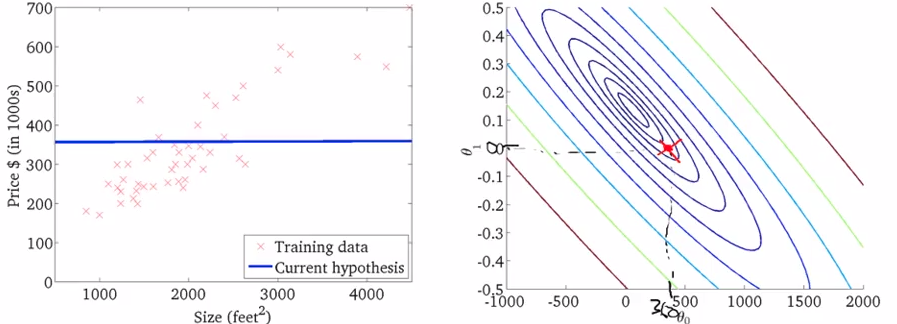 700
600
500
400
300
200
100
0
Price $ (in 1000s)
1000 2000 3000 4000
Size (feet²)
Training data
Current hypothesis
0.5
0.4
0.3
0.2
0.1
0
-0.1
-0.2
-0.3
-0.4
-0.5
θ₁
-1000 -500 0 500 1000 1500 2000
θ₀